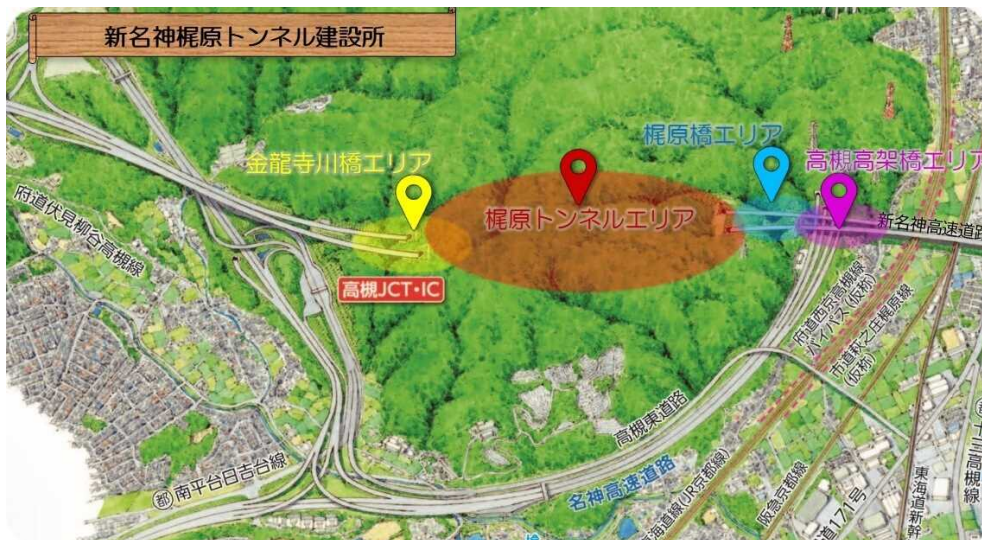 新名神梶原トンネル建設所
梶原橋エリア
金龍寺川橋エリア
高槻高架橋エリア
梶原トンネルエリア
新名神高速道路
府道伏見柳谷高槻線
高槻JCT・IC
府道西京高槻線
バイパス(仮称)
市道萩之庄梶原線
(仮称)
高槻東道路
名神高速道路
都南平台日吉台線
東海道線(JR京都線)
阪急京都線
道171号
東海道新幹
都十三高槻線